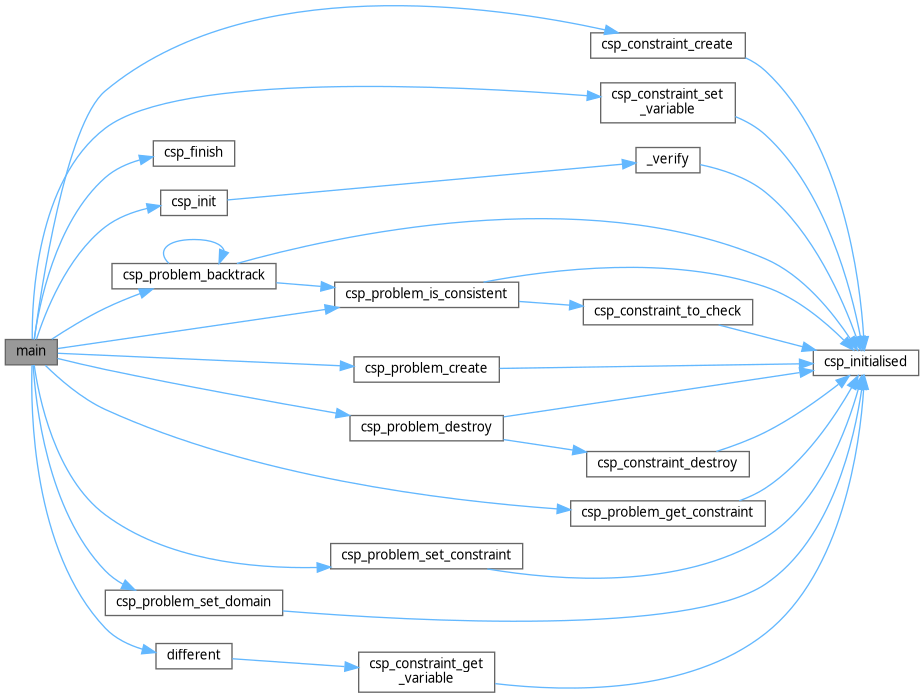 csp_constraint_create
csp_constraint_set
_variable
csp_finish
_verify
csp_init
csp_problem_backtrack
csp_problem_is_consistent
csp_constraint_to_check
main
csp_initialised
csp_problem_create
csp_problem_destroy
csp_constraint_destroy
csp_problem_get_constraint
csp_problem_set_constraint
csp_problem_set_domain
different
csp_constraint_get
_variable